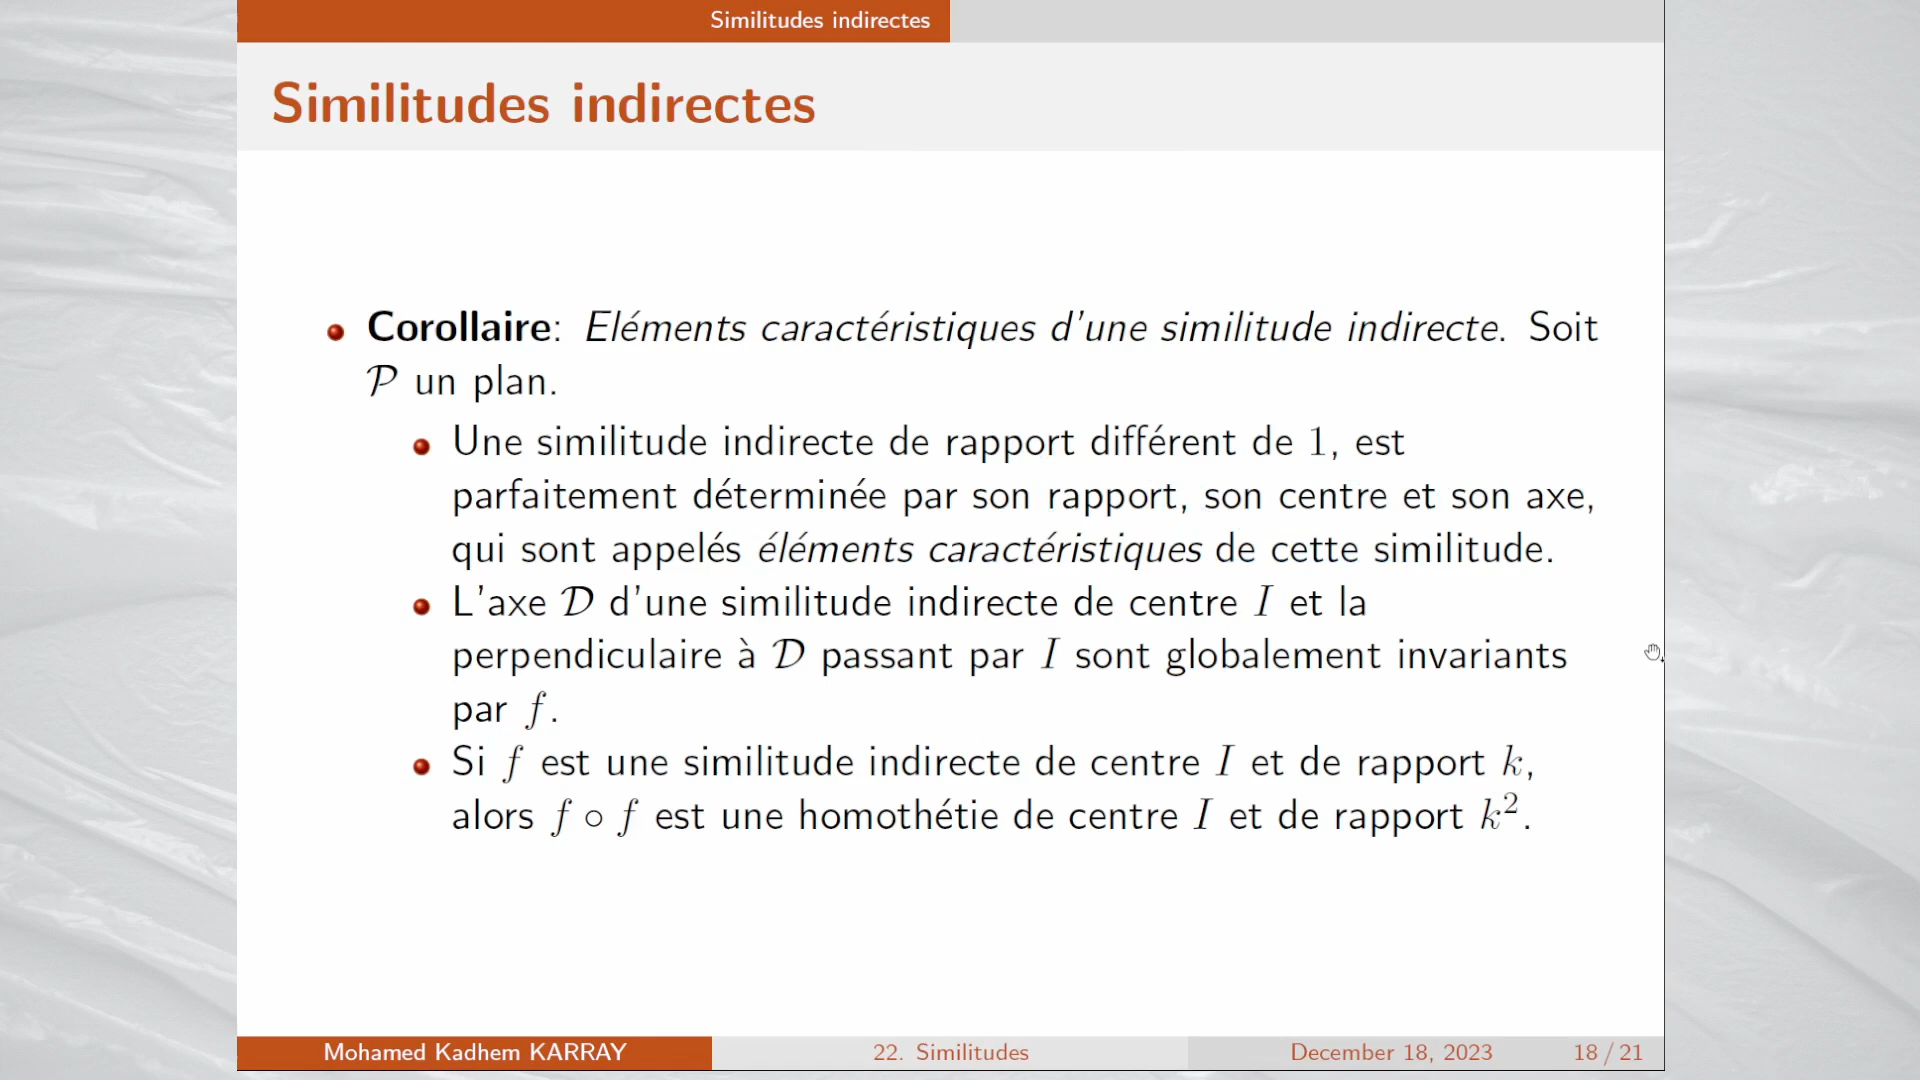 Similitudes indirectes
Similitudes indirectes
Corollaire: Eléments caractéristiques d'une similitude indirecte. Soit
𝒫 un plan.
Une similitude indirecte de rapport différent de 1, est
parfaitement déterminée par son rapport, son centre et son axe,
qui sont appelés éléments caractéristiques de cette similitude.
L'axe 𝒟 d'une similitude indirecte de centre I et la
perpendiculaire à 𝒟 passant par I sont globalement invariants
par f.
Si f est une similitude indirecte de centre I et de rapport k,
alors f ∘ f est une homothétie de centre I et de rapport k².
Mohamed Kadhem KARRAY 22. Similitudes December 18, 2023 18 / 21